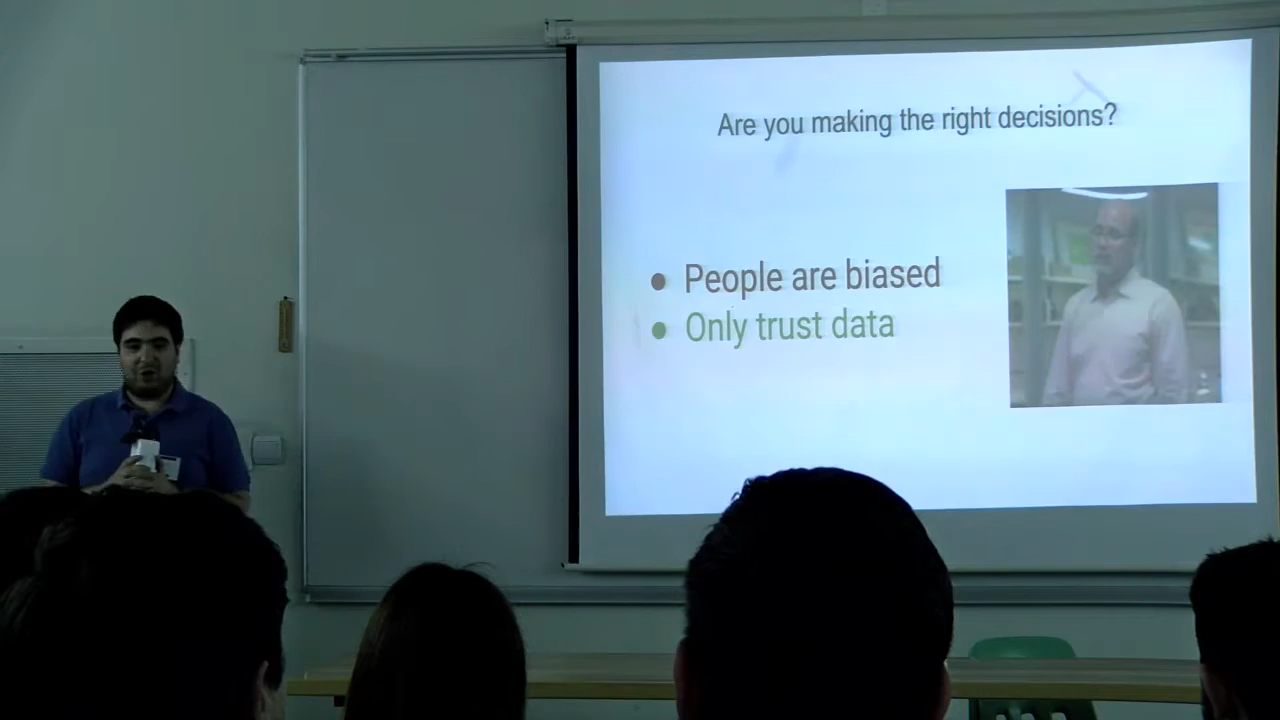 Are you making the right decisions?
● People are biased
● Only trust data